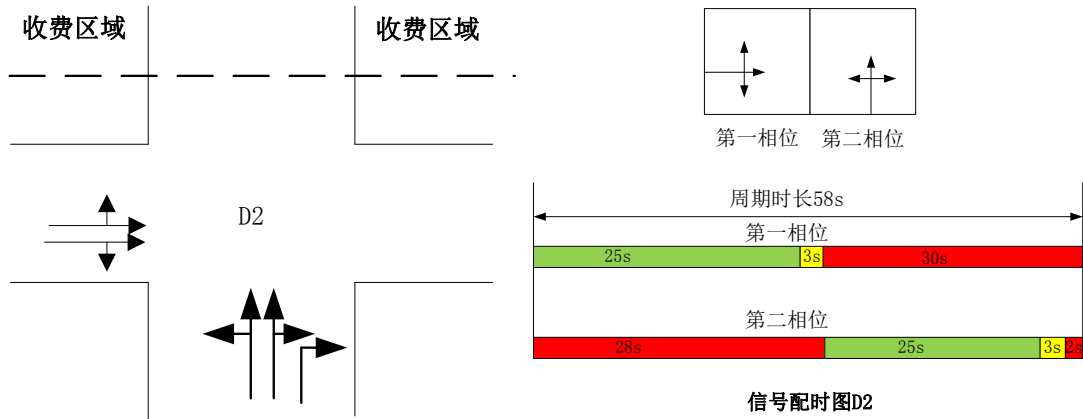 收费区域 收费区域
D2
第一相位 第二相位
周期时长58s
第一相位
25s 3s 30s
第二相位
28s 25s 3s 2s
信号配时图D2